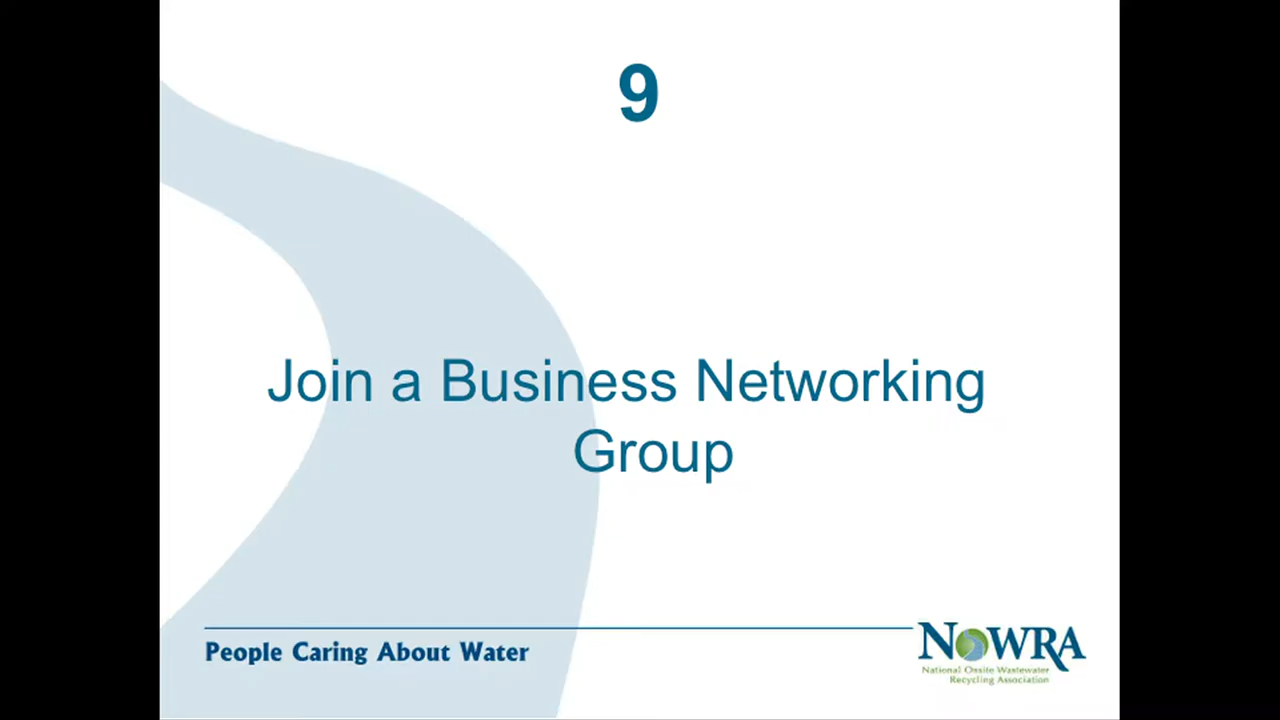 9
Join a Business Networking
Group
People Caring About Water
NOWRA
National Onsite Wastewater
Recycling Association